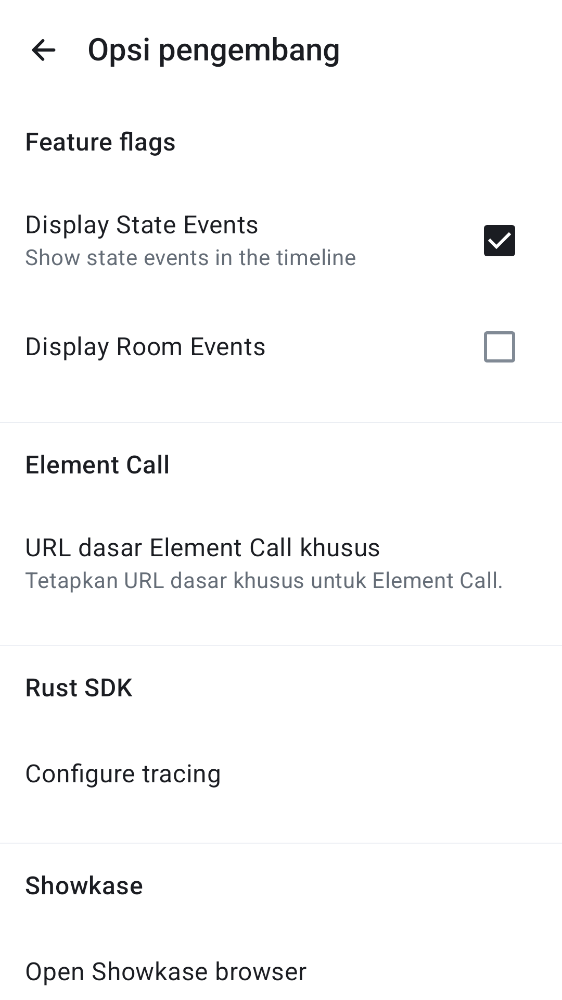 Opsi pengembang
Feature flags
Display State Events
Show state events in the timeline
Display Room Events
Element Call
URL dasar Element Call khusus
Tetapkan URL dasar khusus untuk Element Call.
Rust SDK
Configure tracing
Showkase
Open Showkase browser